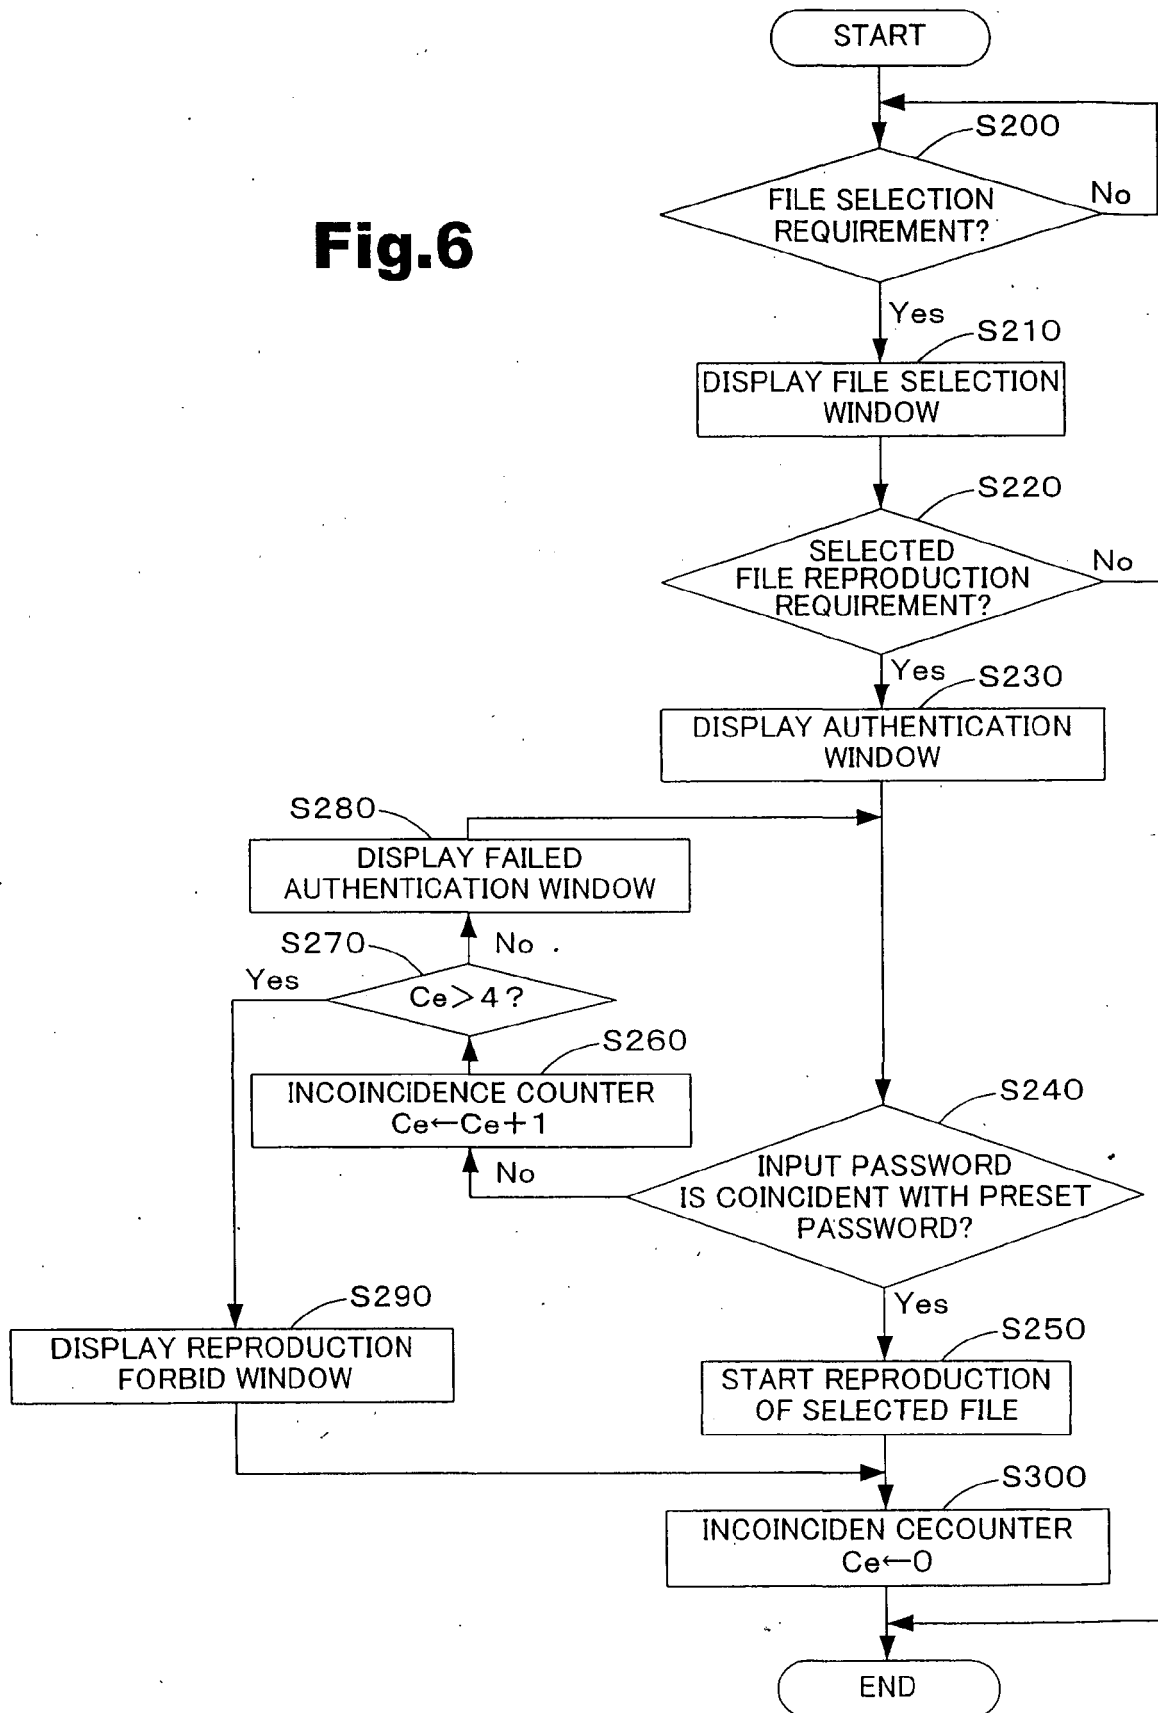 START
S200
FILE SELECTION
REQUIREMENT?
No
Fig.6
Yes
S210
DISPLAY FILE SELECTION
WINDOW
S220
SELECTED
FILE REPRODUCTION
REQUIREMENT?
No
Yes
S230
DISPLAY AUTHENTICATION
WINDOW
S280
DISPLAY FAILED
AUTHENTICATION WINDOW
S270
No
Yes
Ce>4?
S260
INCOINCIDENCE COUNTER
Ce←Ce+1
S240
INPUT PASSWORD
IS COINCIDENT WITH PRESET
PASSWORD?
No
Yes
S290
DISPLAY REPRODUCTION
FORBID WINDOW
S250
START REPRODUCTION
OF SELECTED FILE
S300
INCOINCIDEN CECOUNTER
Ce←0
END